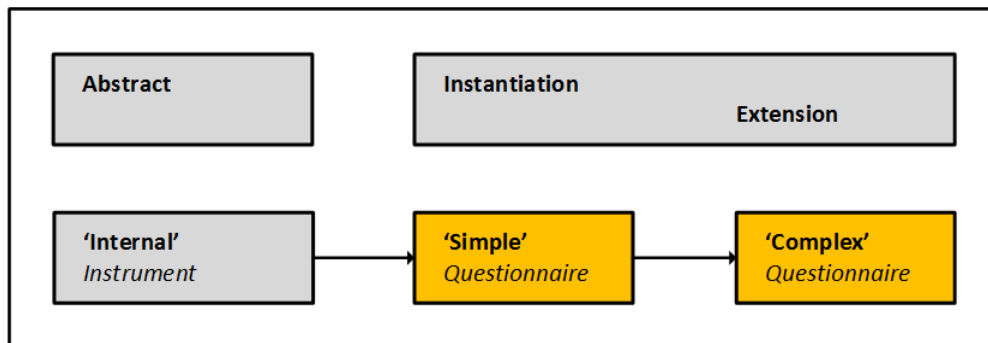 Abstract
Instantiation
Extension
‘Internal’
Instrument
‘Simple’
Questionnaire
‘Complex’
Questionnaire